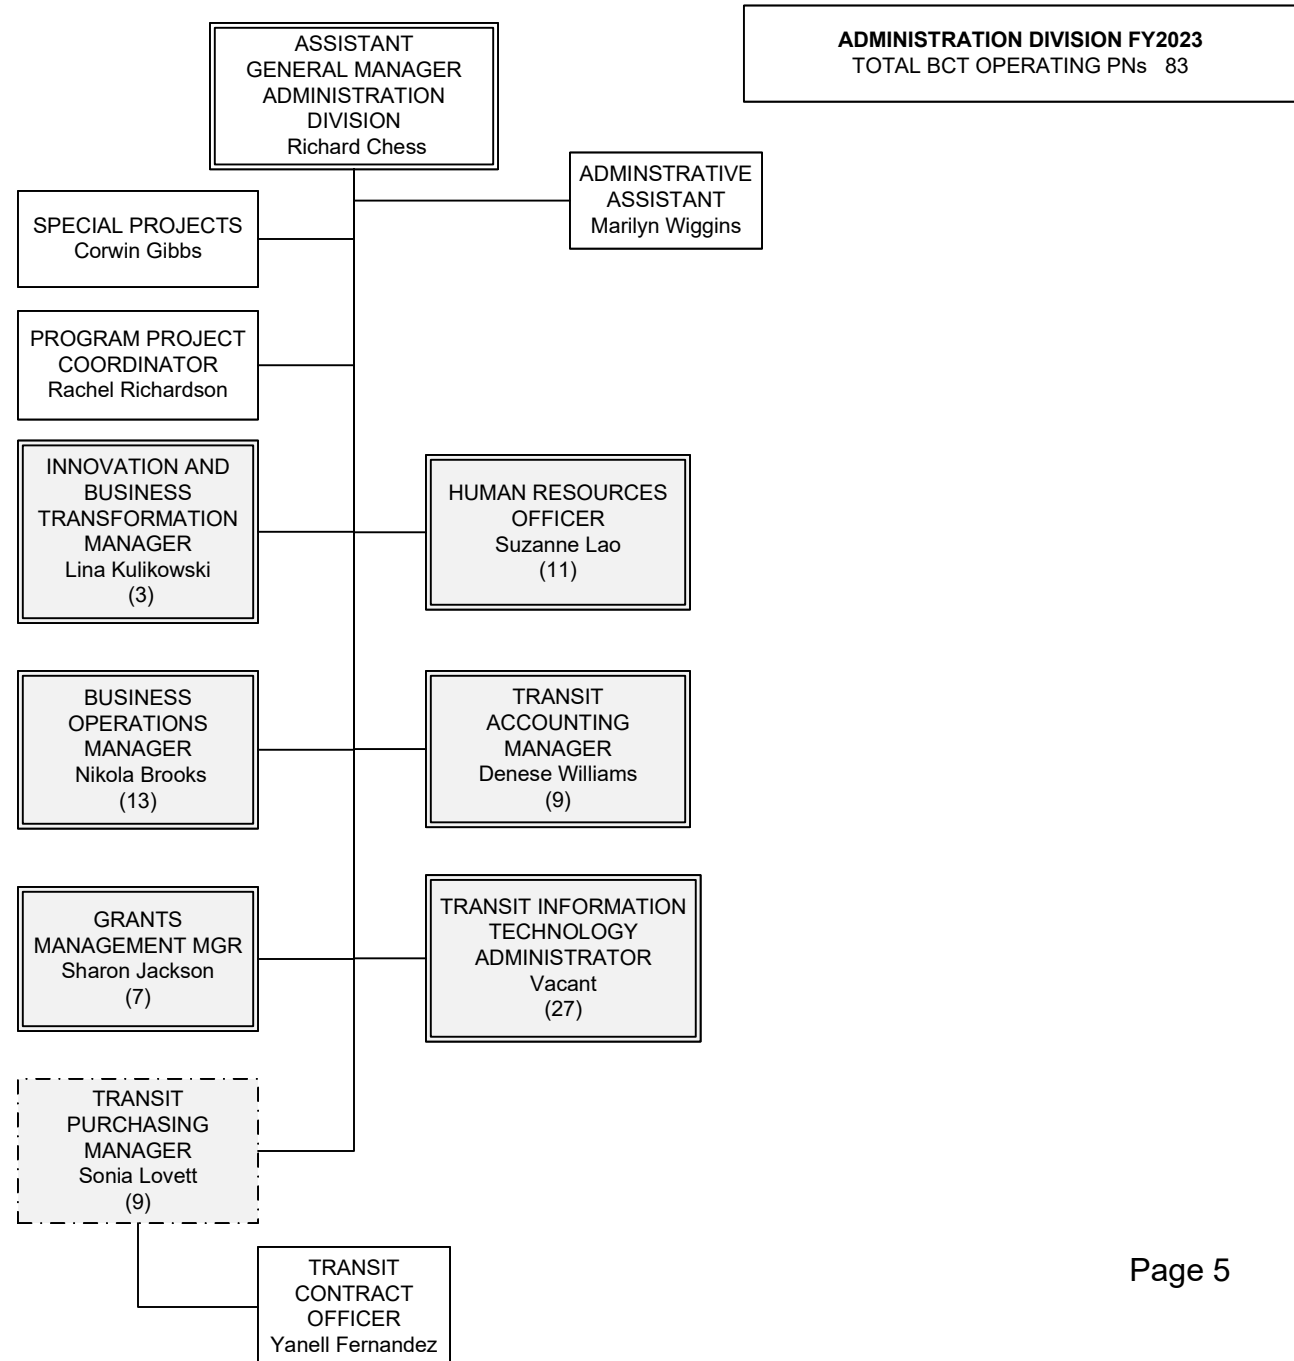 ADMINISTRATION DIVISION FY2023
TOTAL BCT OPERATING PNs 83
ASSISTANT
GENERAL MANAGER
ADMINISTRATION
DIVISION
Richard Chess
ADMINSTRATIVE
ASSISTANT
Marilyn Wiggins
SPECIAL PROJECTS
Corwin Gibbs
PROGRAM PROJECT
COORDINATOR
Rachel Richardson
INNOVATION AND
BUSINESS
TRANSFORMATION
MANAGER
Lina Kulikowski
(3)
HUMAN RESOURCES
OFFICER
Suzanne Lao
(11)
BUSINESS
OPERATIONS
MANAGER
Nikola Brooks
(13)
TRANSIT
ACCOUNTING
MANAGER
Denese Williams
(9)
GRANTS
MANAGEMENT MGR
Sharon Jackson
(7)
TRANSIT INFORMATION
TECHNOLOGY
ADMINISTRATOR
Vacant
(27)
TRANSIT
PURCHASING
MANAGER
Sonia Lovett
(9)
TRANSIT
CONTRACT
OFFICER
Yanell Fernandez
Page 5